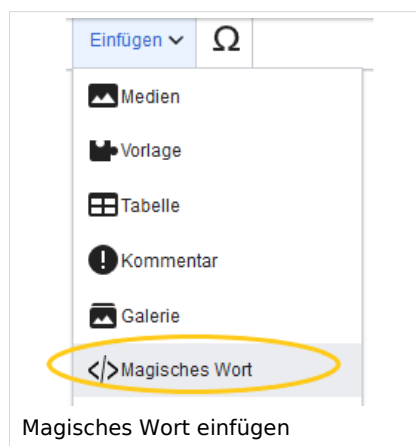 Einfügen Ω
Medien
Vorlage
Tabelle
Kommentar
Galerie
Magisches Wort
Magisches Wort einfügen